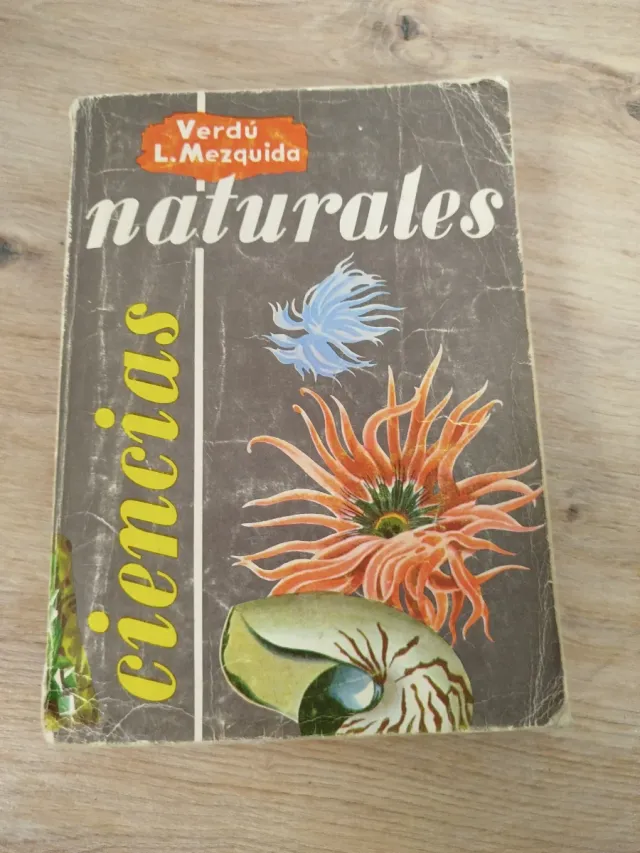 Verdú
L. Mezquida
naturales
ciencias